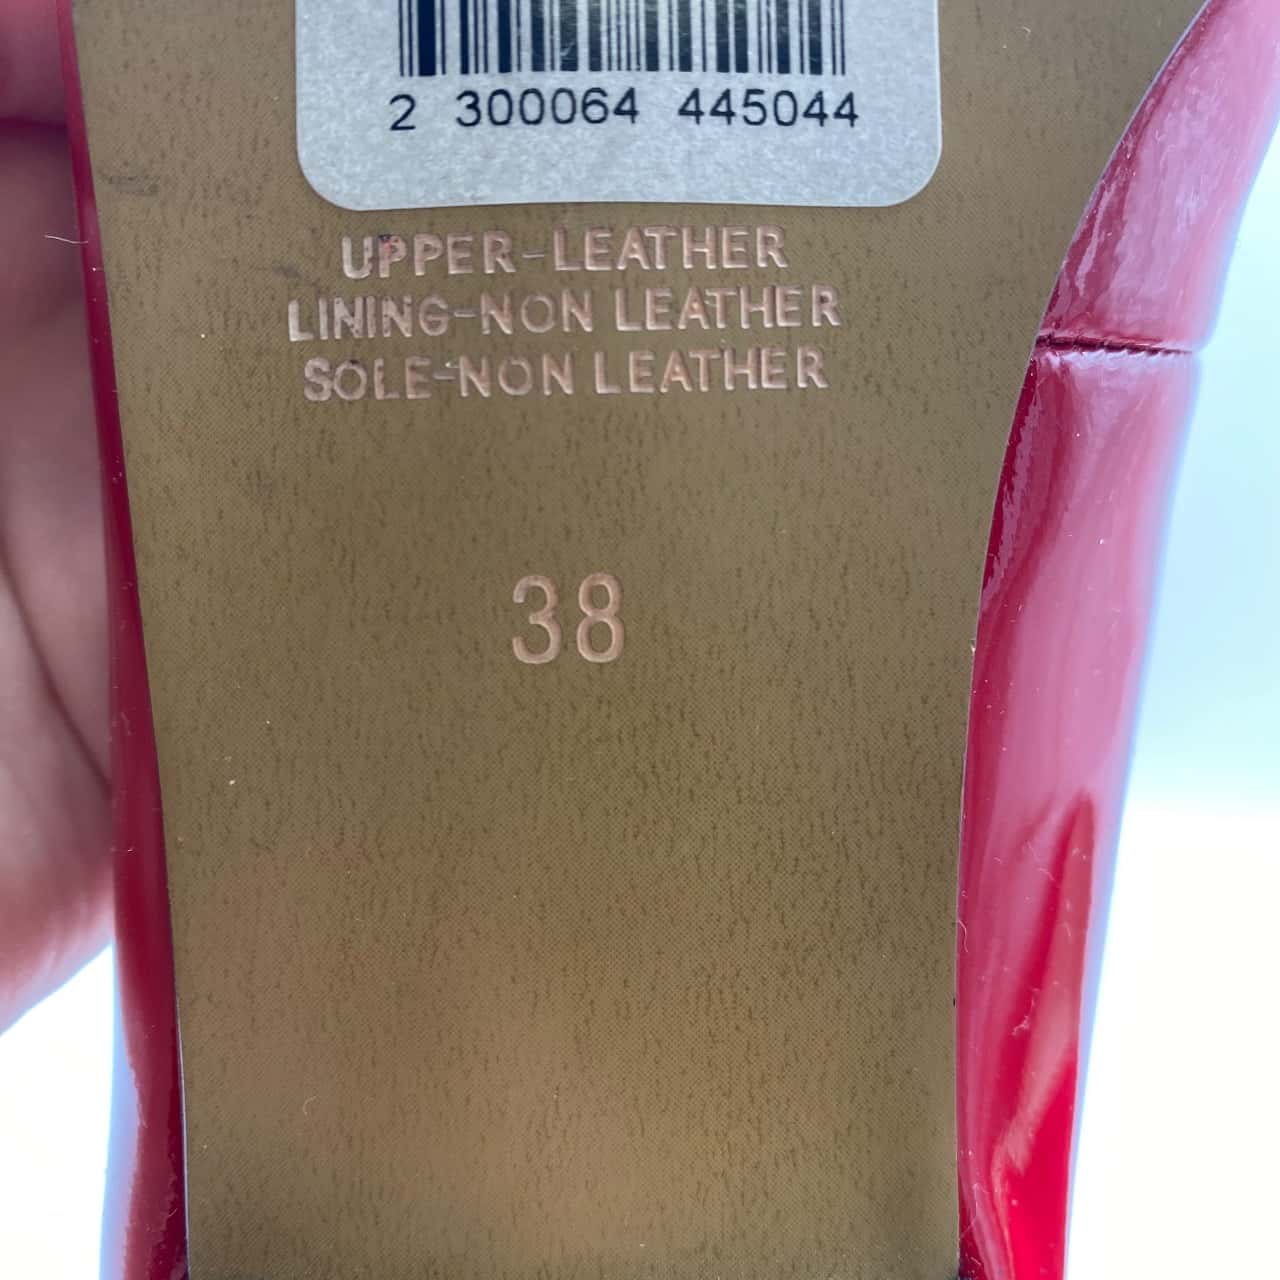 2 300064 445044
UPPER-LEATHER
LINING-NON LEATHER
SOLE-NON LEATHER
38